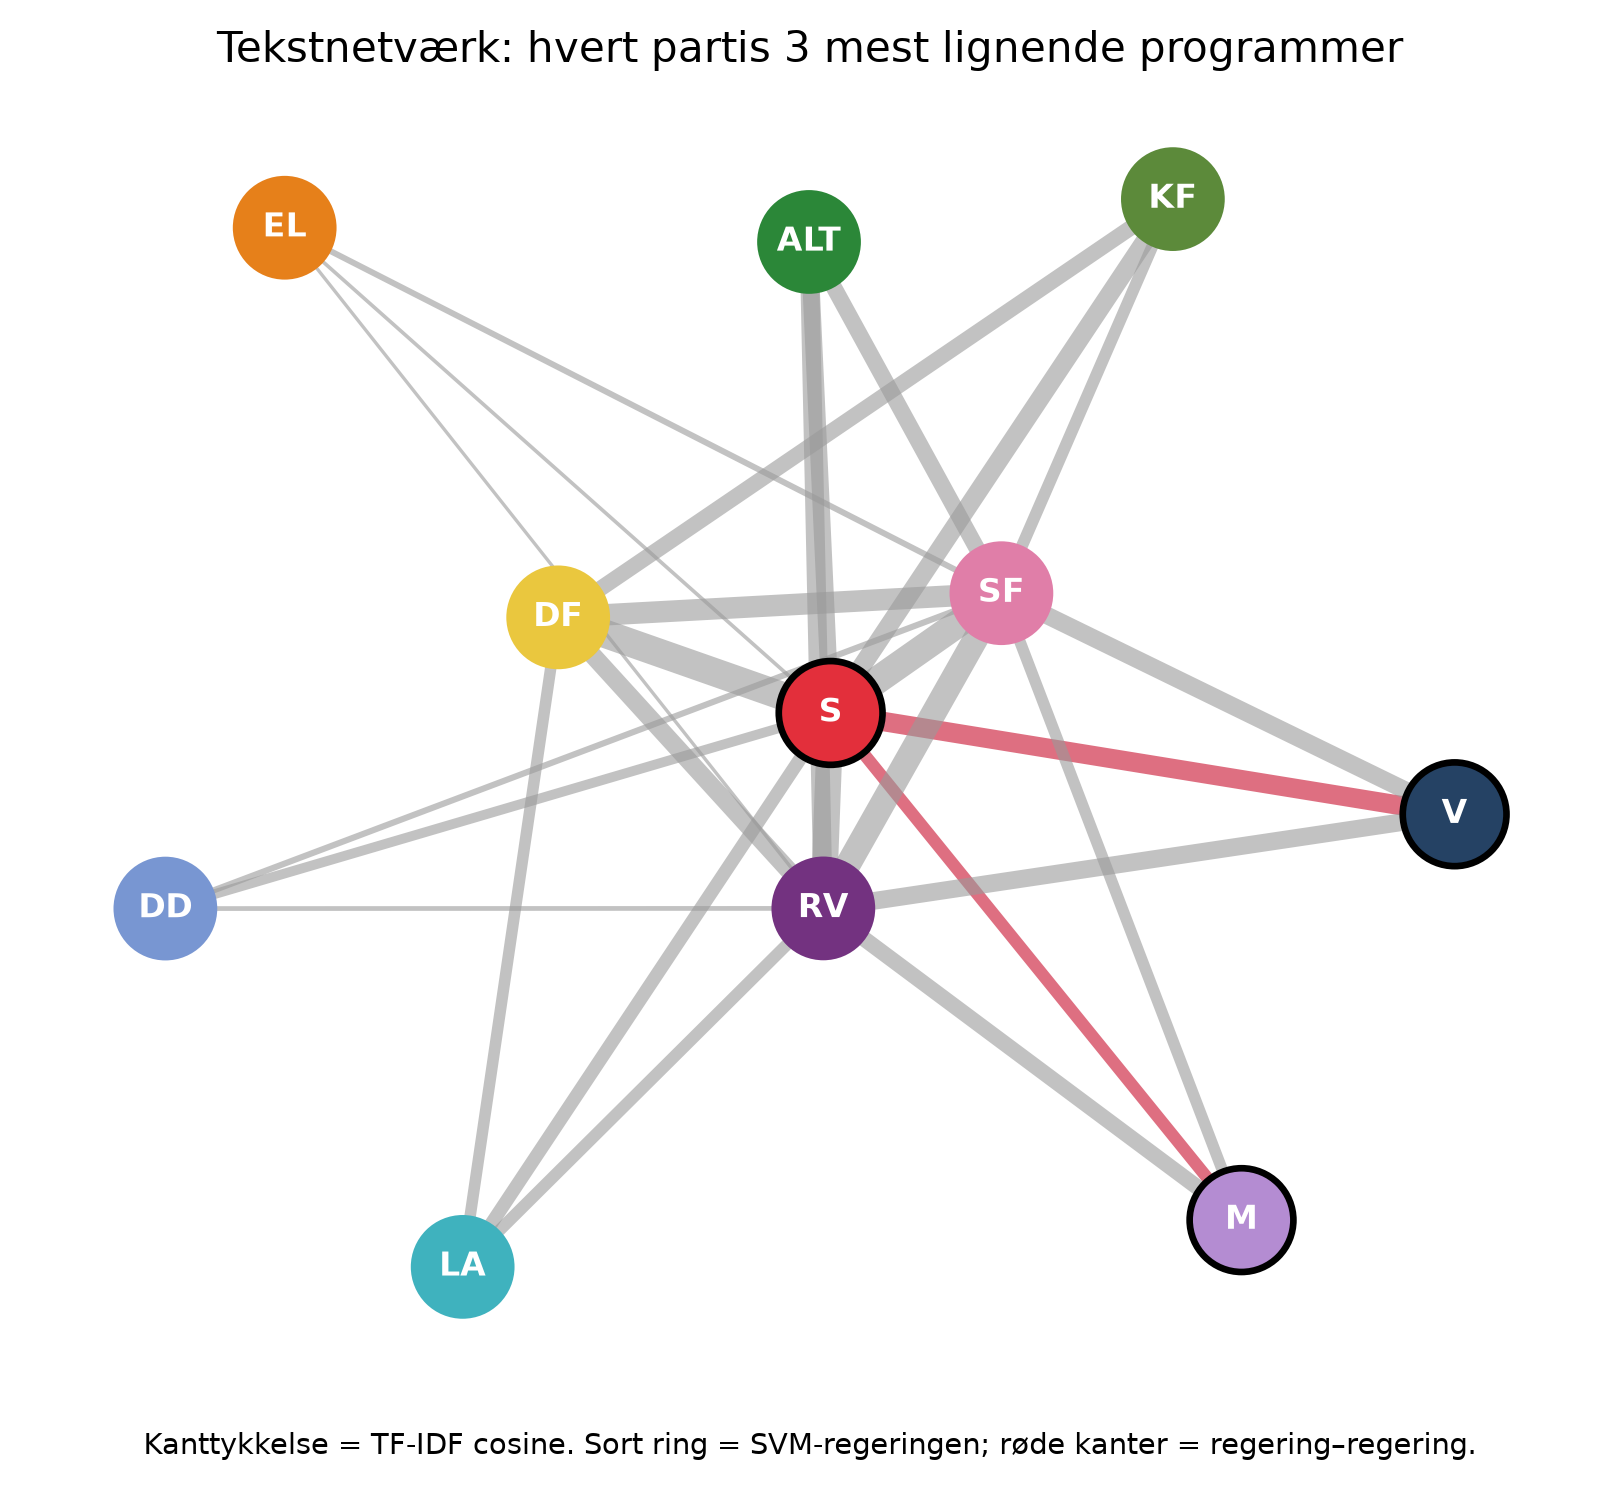 Tekstnetværk: hvert partis 3 mest lignende programmer
KF
EL
ALT
SF
DF
S
V
RV
DD
M
LA
Kanttykkelse = TF-IDF cosine. Sort ring = SVM-regeringen; røde kanter = regering–regering.